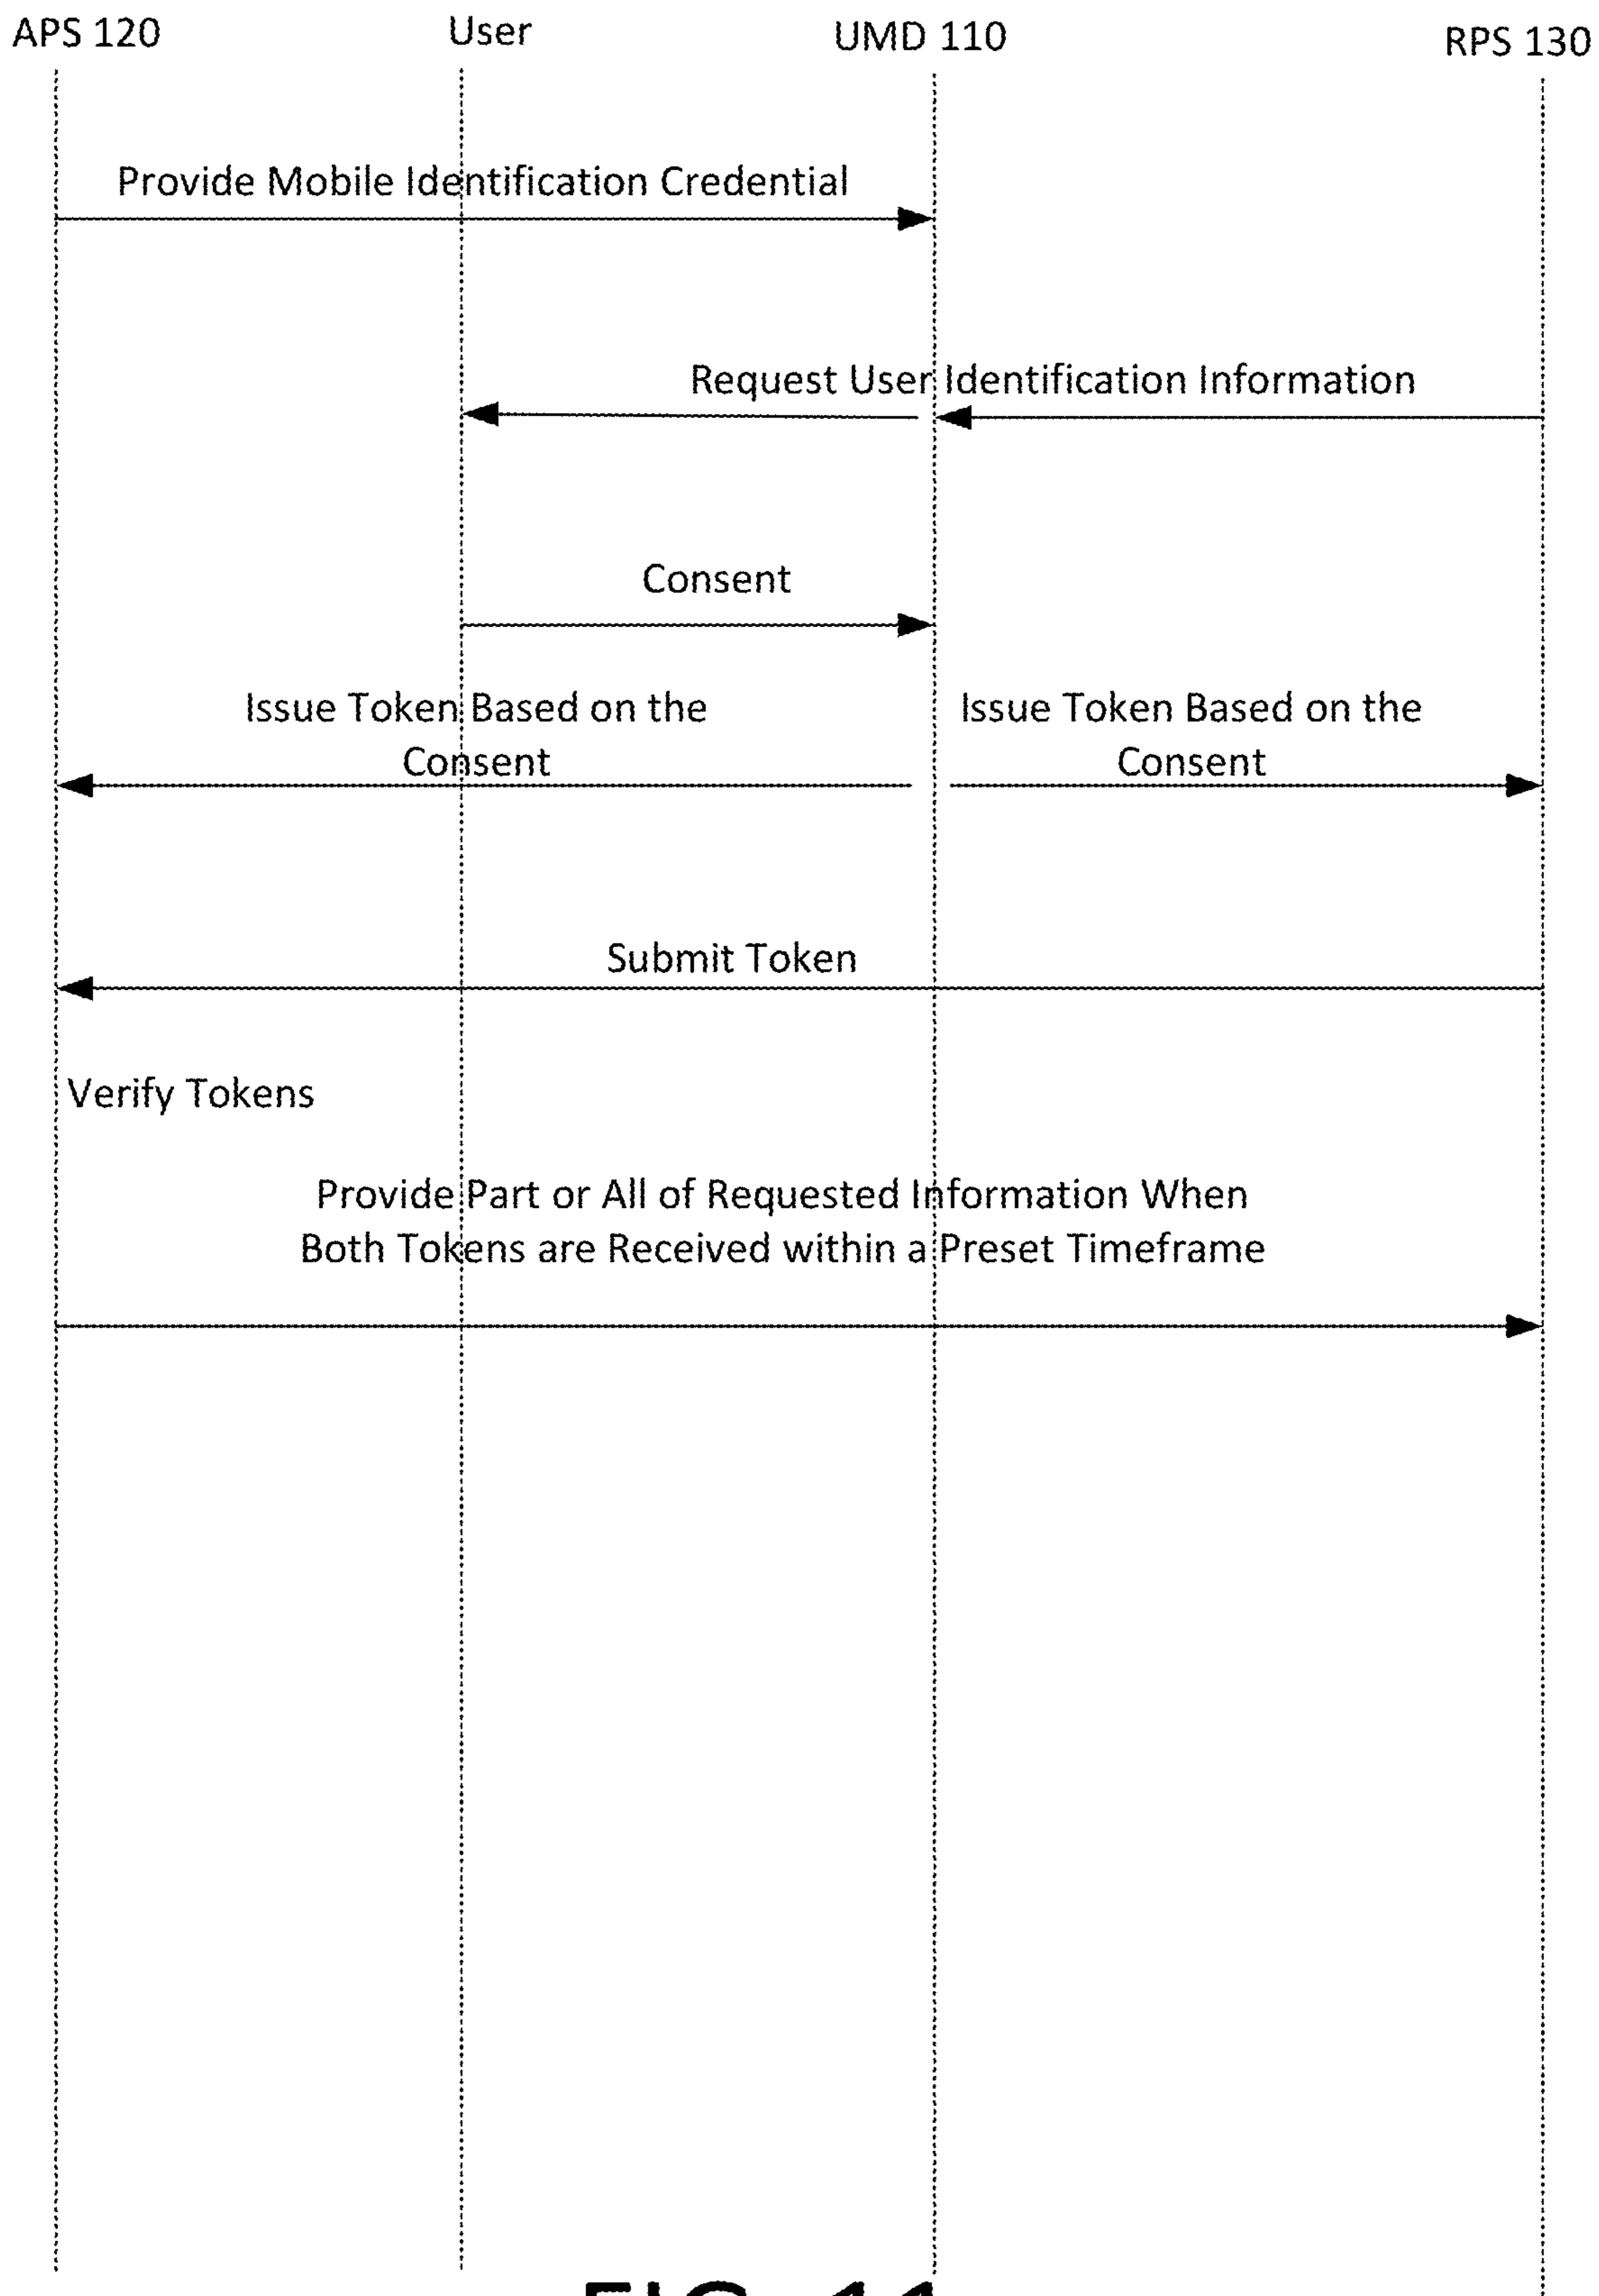 APS 120
User
UMD 110
RPS 130
Provide Mobile Identification Credential
Request User Identification Information
Consent
Issue Token Based on the
Consent
Issue Token Based on the
Consent
Submit Token
Verify Tokens
Provide Part or All of Requested Information When
Both Tokens are Received within a Preset Timeframe
FIG. 11